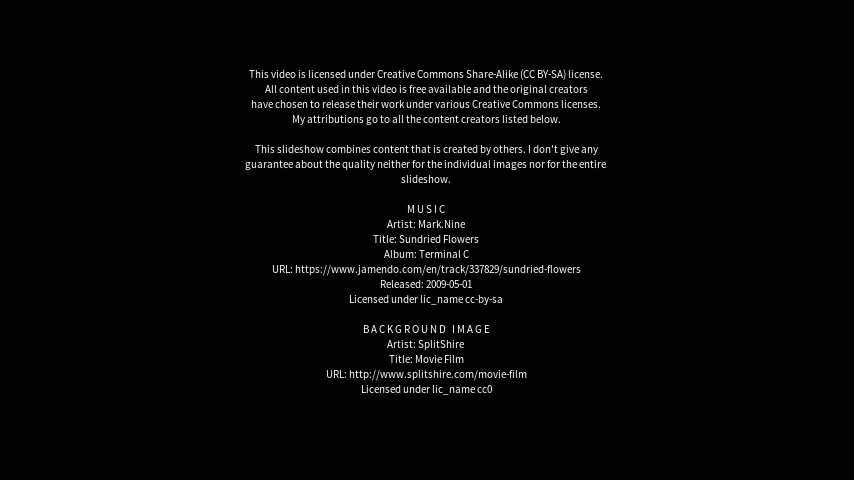 This video is licensed under Creative Commons Share-Alike (CC BY-SA) license.
All content used in this video is free available and the original creators
have chosen to release their work under various Creative Commons licenses.
My attributions go to all the content creators listed below.
This slideshow combines content that is created by others. I don't give any
guarantee about the quality neither for the individual images nor for the entire
slideshow.
MUSIC
Artist: Mark.Nine
Title: Sundried Flowers
Album: Terminal C
URL: https://www.jamendo.com/en/track/337829/sundried-flowers
Released: 2009-05-01
Licensed under lic_name cc-by-sa
BACKGROUND IMAGE
Artist: SplitShire
Title: Movie Film
URL: http://www.splitshire.com/movie-film
Licensed under lic_name cc0